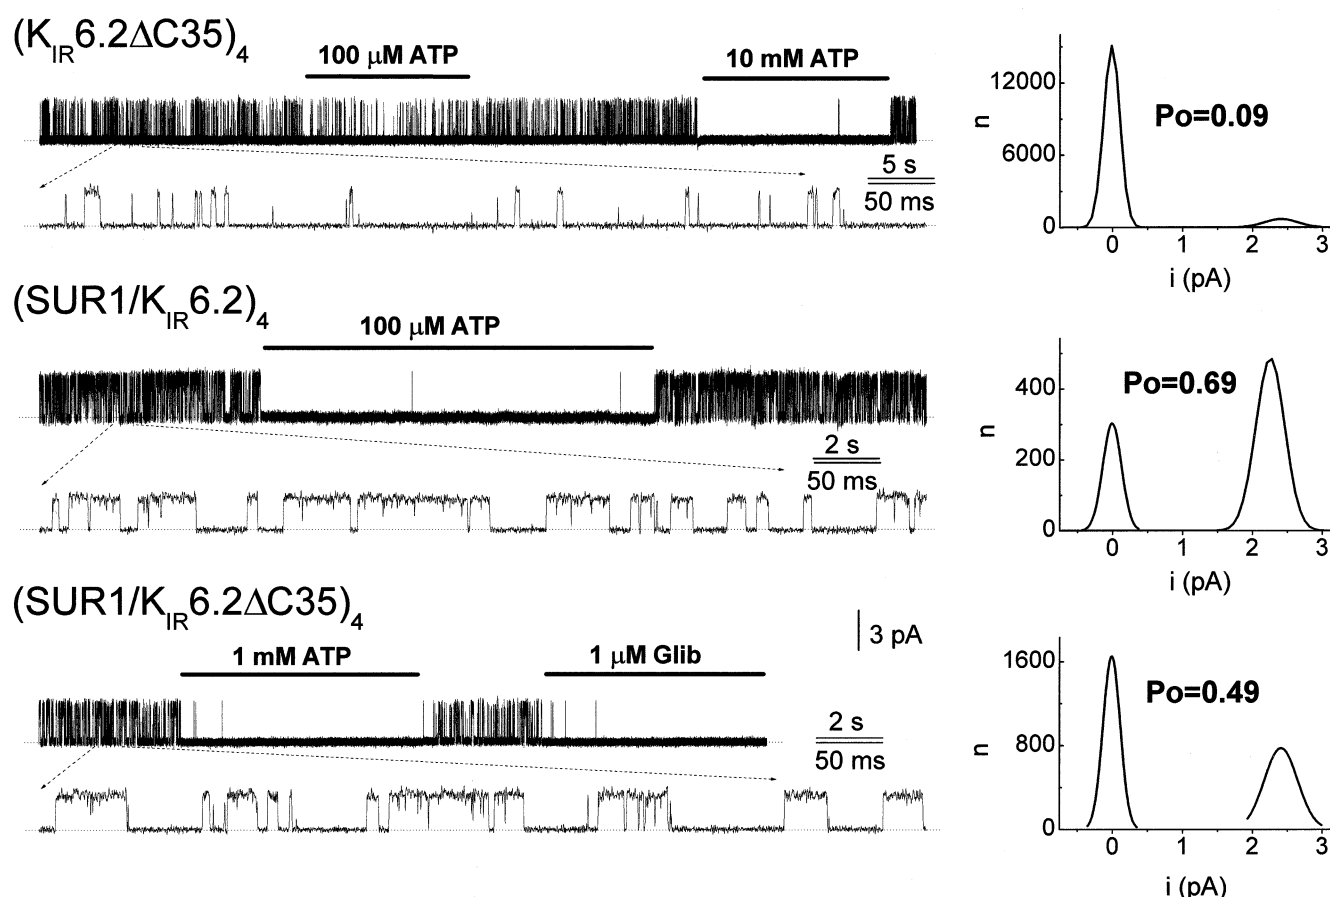 (KIR6.2ΔC35)4
100 μM ATP
10 mM ATP
5 s
50 ms
12000
6000
0
n
Po=0.09
0 1 2 3
i (pA)
(SUR1/KIR6.2)4
100 μM ATP
2 s
50 ms
400
200
0
n
Po=0.69
0 1 2 3
i (pA)
(SUR1/KIR6.2ΔC35)4
3 pA
1 mM ATP
1 μM Glib
2 s
50 ms
1600
800
0
n
Po=0.49
0 1 2 3
i (pA)